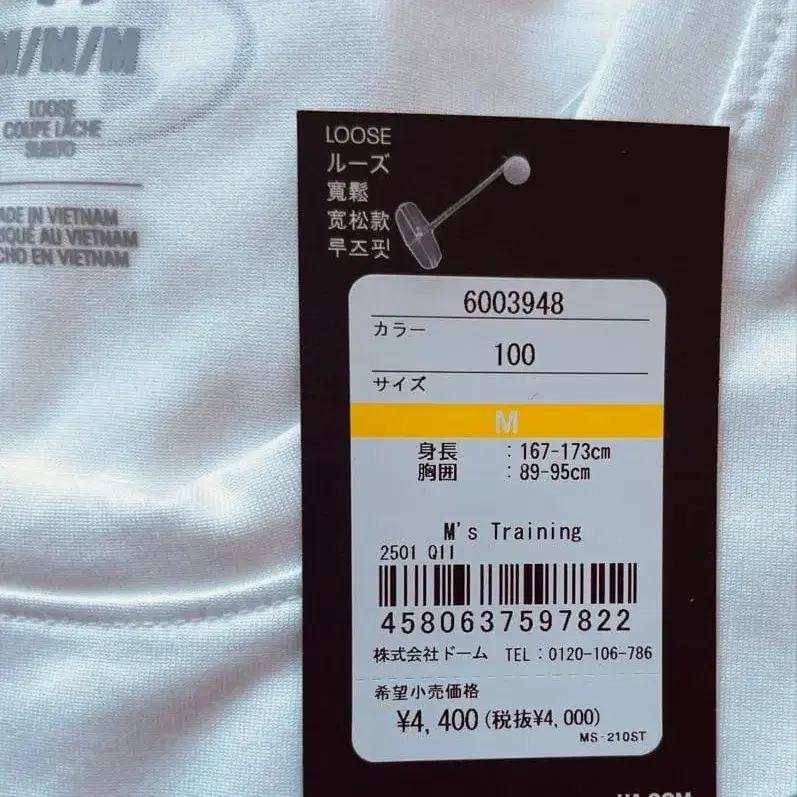 M/M/M
LOOSE
COUPE LÂCHE
SUELTO
MADE IN VIETNAM
FABRIQUÉ AU VIETNAM
HECHO EN VIETNAM
LOOSE
ルーズ
寬鬆
宽松款
루즈핏
6003948
カラー
100
サイズ
M
身長 :167-173cm
胸囲 :89-95cm
M's Training
2501 Q11
4580637597822
株式会社ドーム TEL:0120-106-786
希望小売価格
¥4,400(税抜¥4,000)
MS-210ST
UA.COM